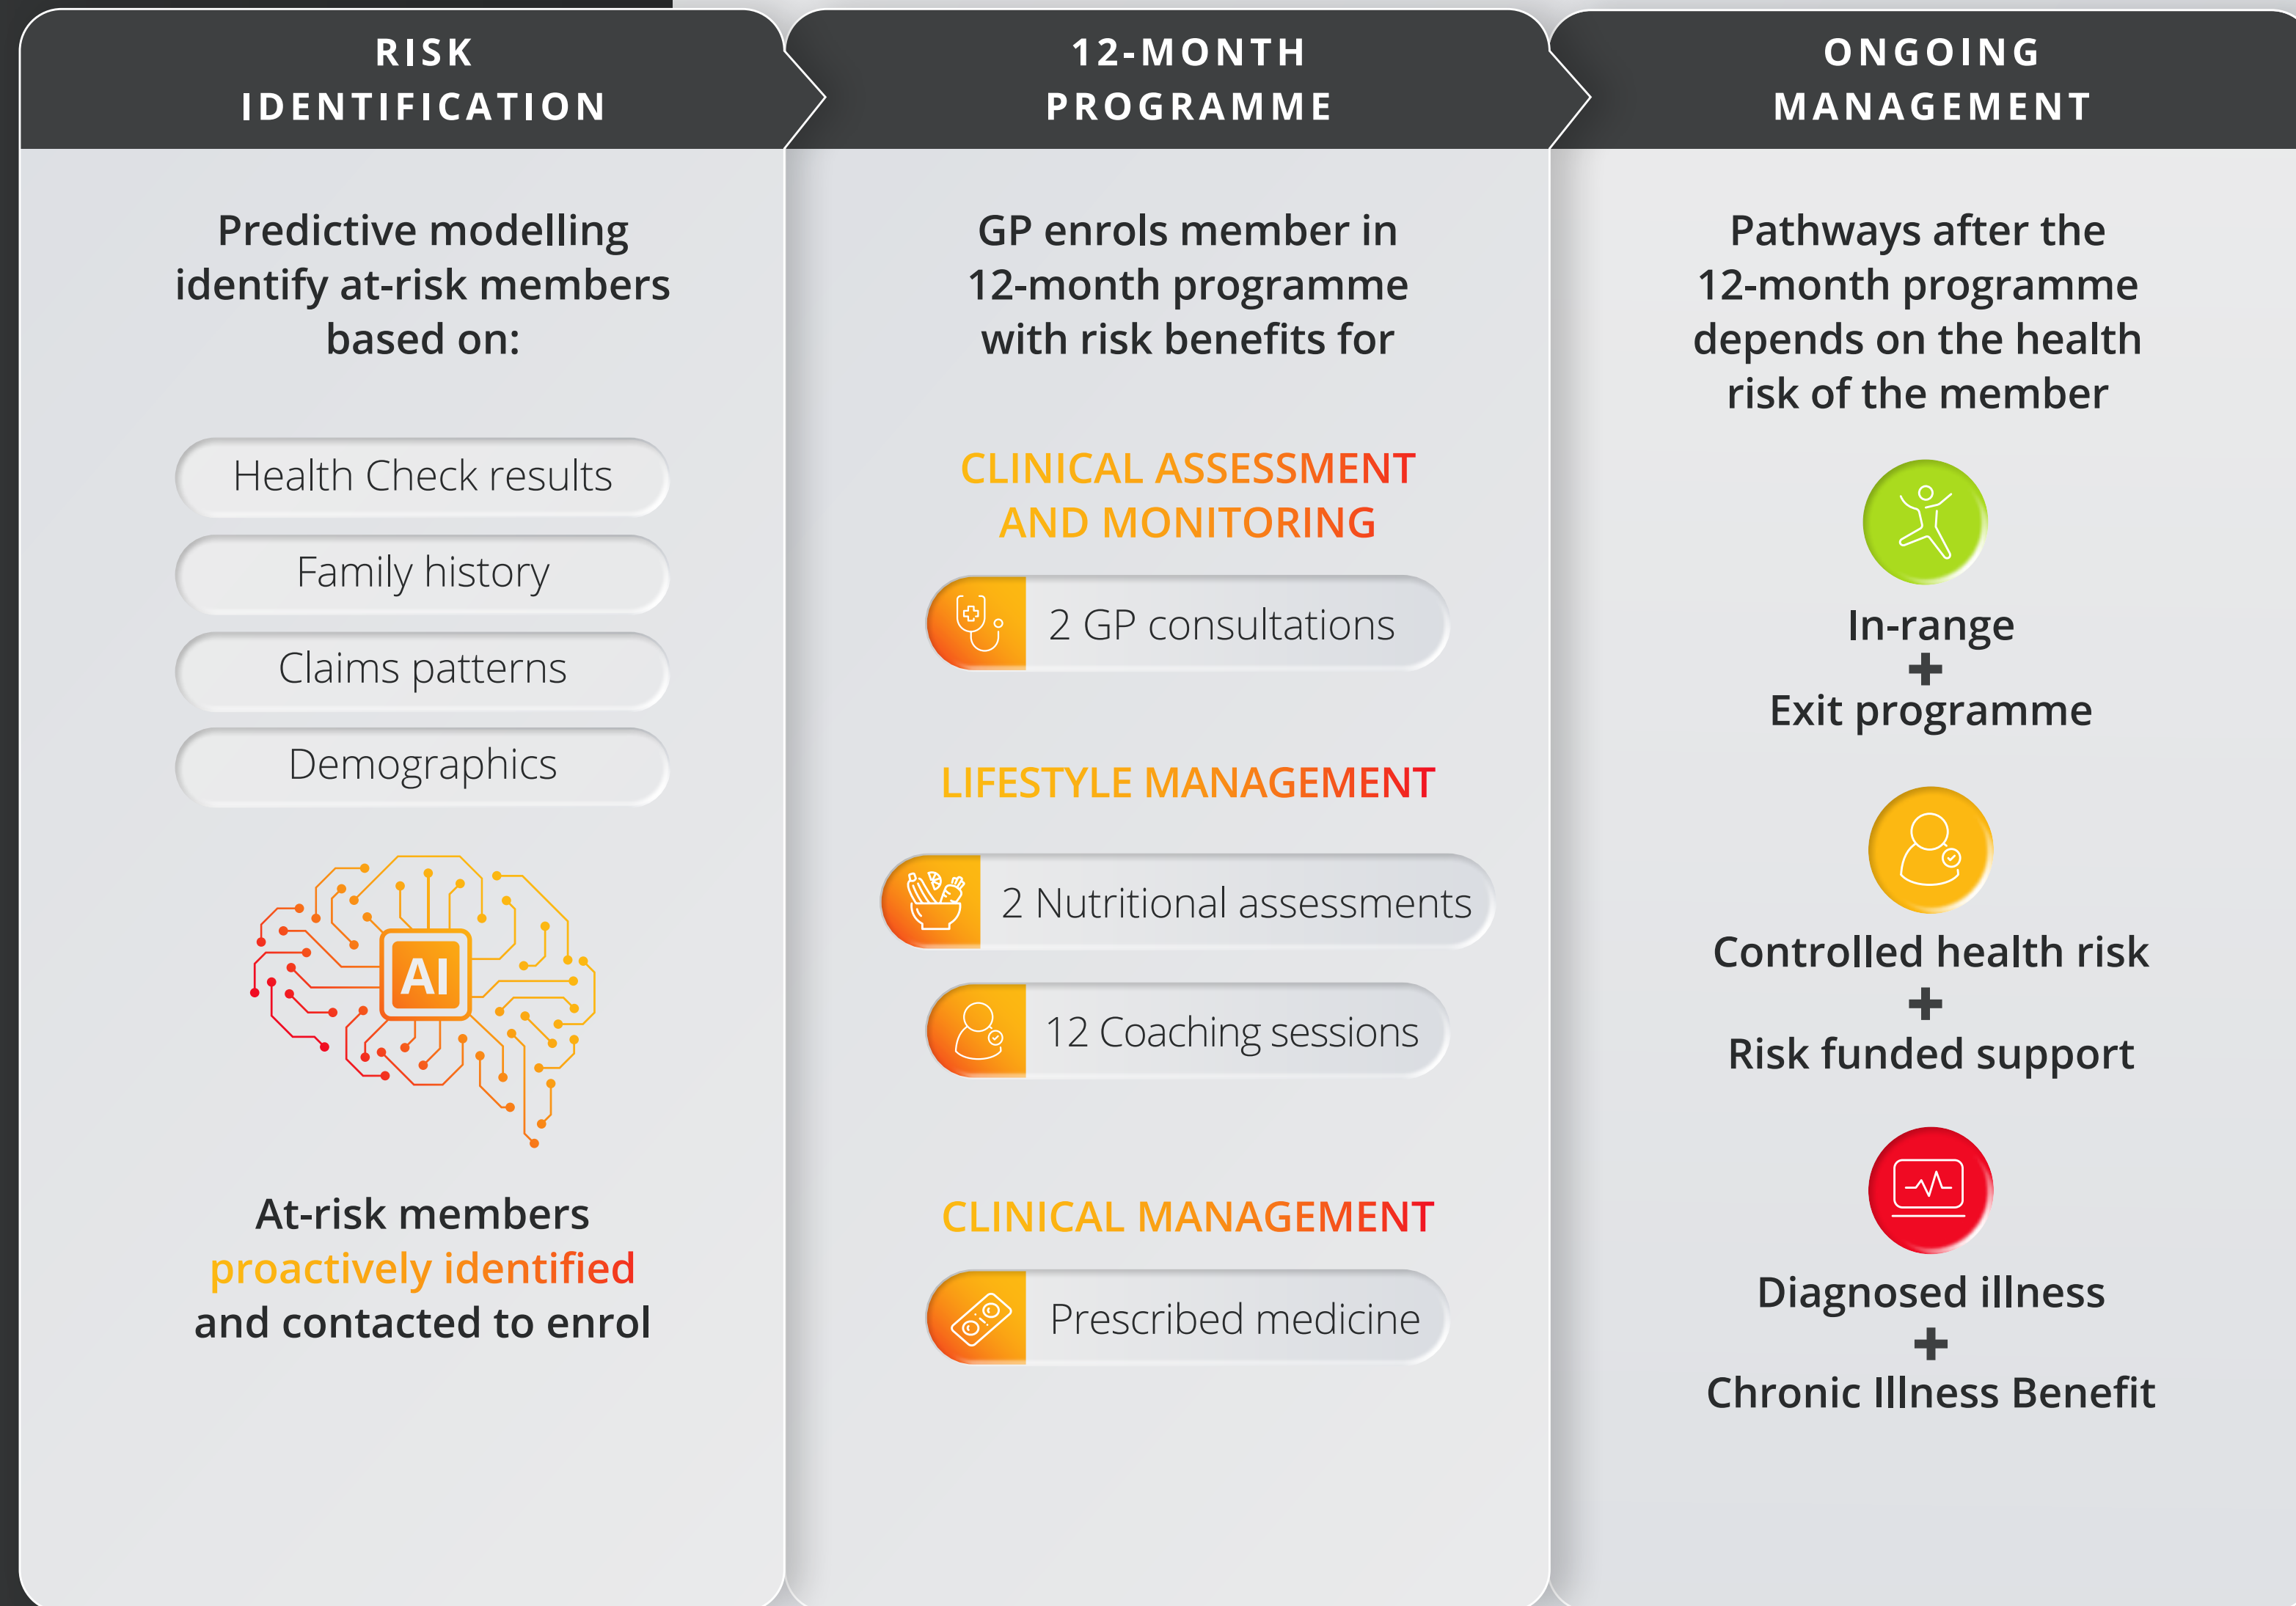 RISK
IDENTIFICATION
Predictive modelling
identify at-risk members
based on:
Health Check results
Family history
Claims patterns
Demographics
AI
At-risk members
proactively identified
and contacted to enrol
12-MONTH
PROGRAMME
GP enrols member in
12-month programme
with risk benefits for
CLINICAL ASSESSMENT
AND MONITORING
2 GP consultations
LIFESTYLE MANAGEMENT
2 Nutritional assessments
12 Coaching sessions
CLINICAL MANAGEMENT
Prescribed medicine
ONGOING
MANAGEMENT
Pathways after the
12-month programme
depends on the health
risk of the member
In-range
+
Exit programme
Controlled health risk
+
Risk funded support
Diagnosed illness
+
Chronic Illness Benefit